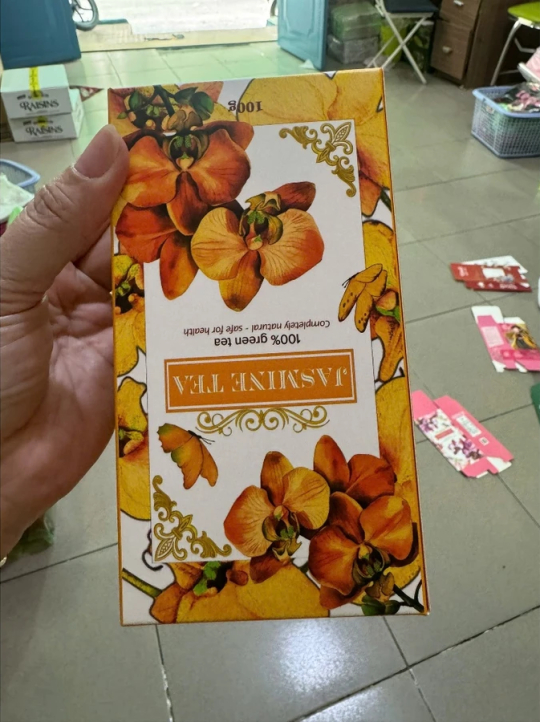 JASMINE TEA
100% green tea
Completely natural - safe for health
100g
RAISINS
RAISINS